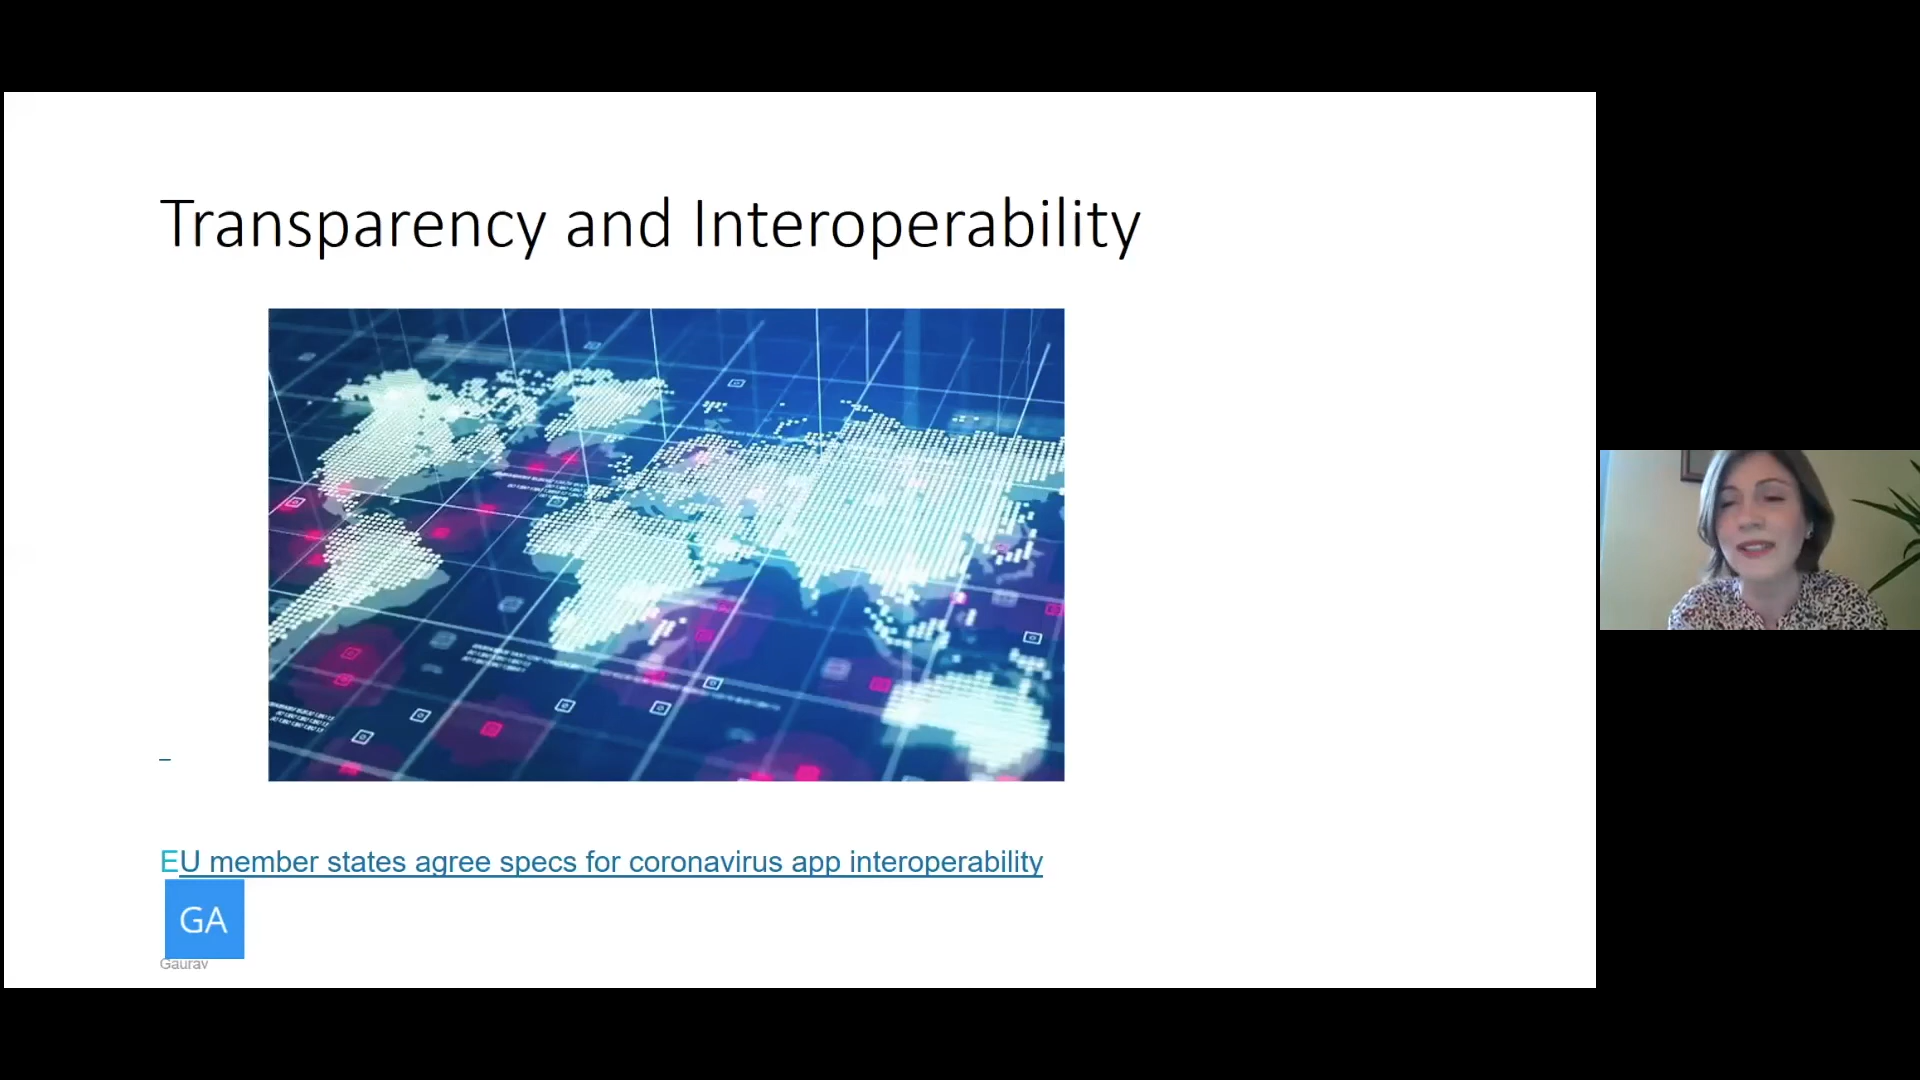 Transparency and Interoperability
EU member states agree specs for coronavirus app interoperability
GA
Gaurav